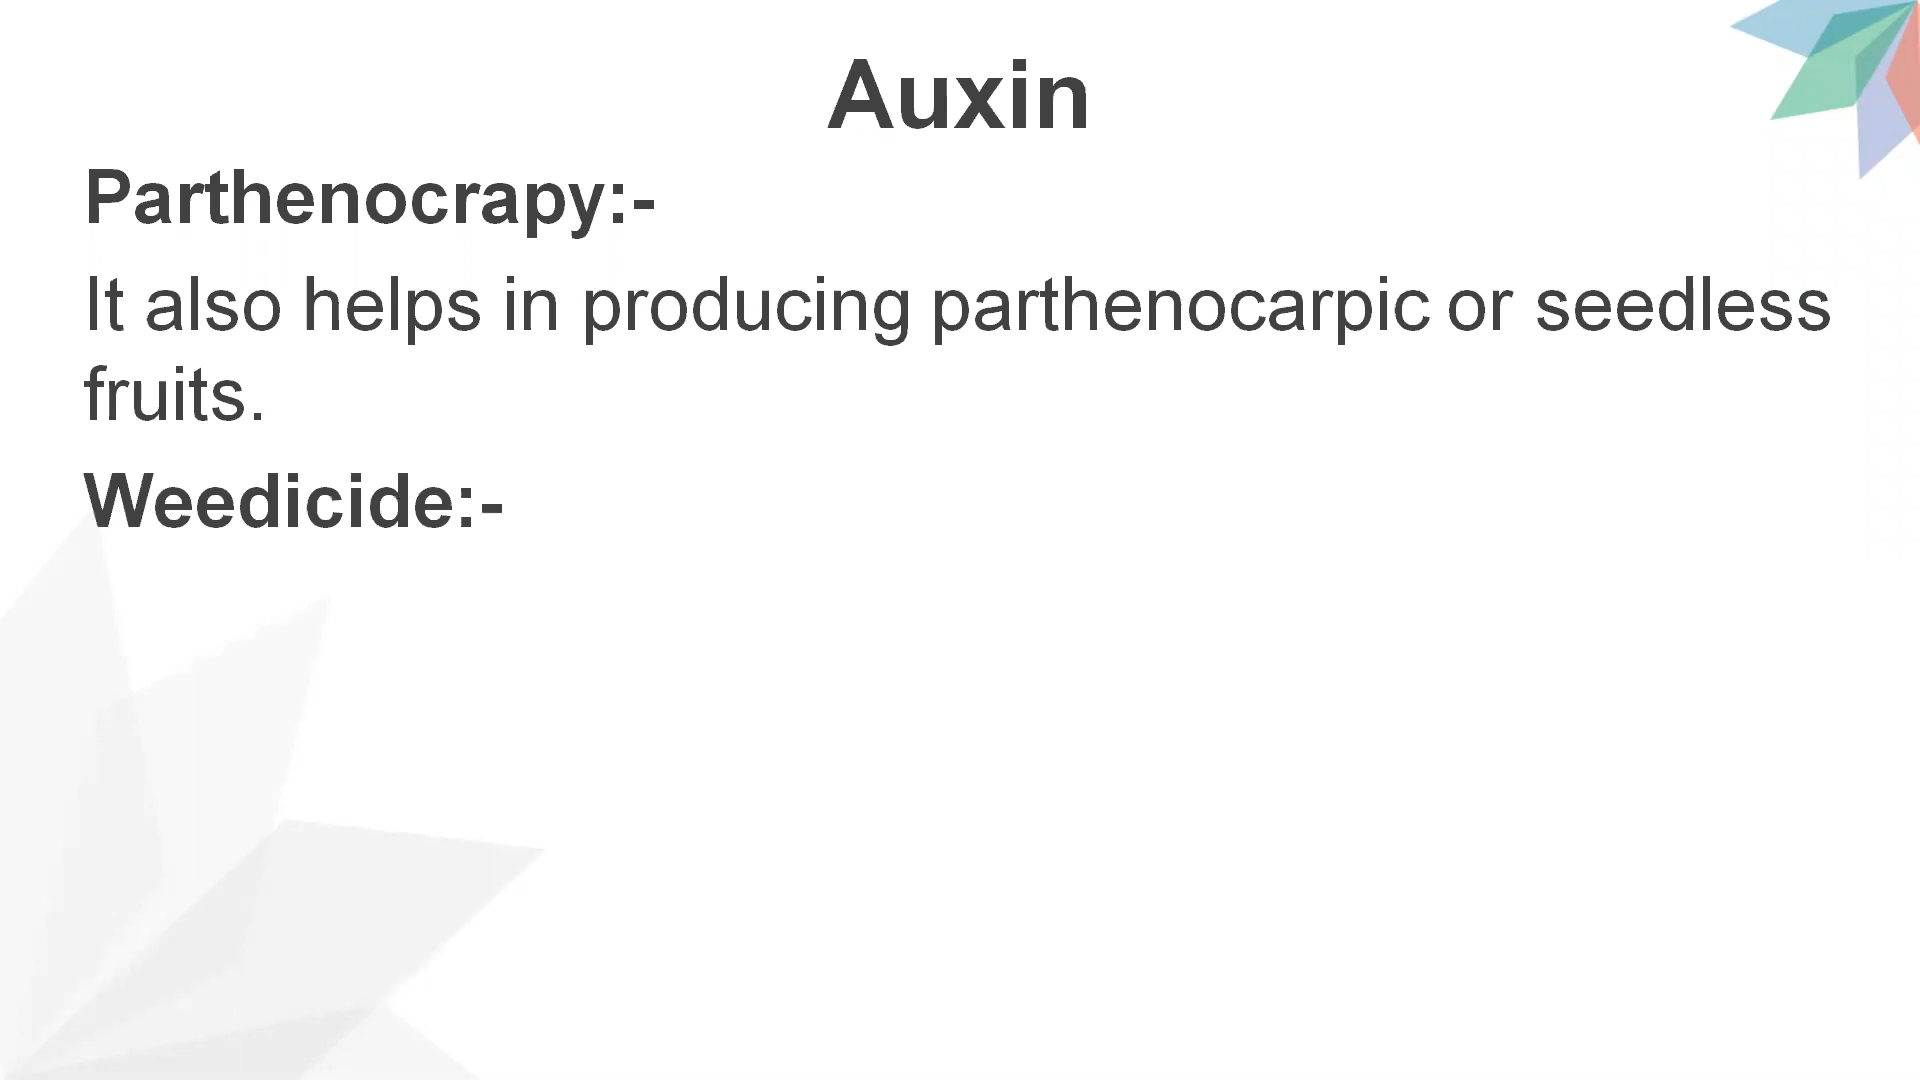 Auxin
Parthenocrapy:-
It also helps in producing parthenocarpic or seedless
fruits.
Weedicide:-